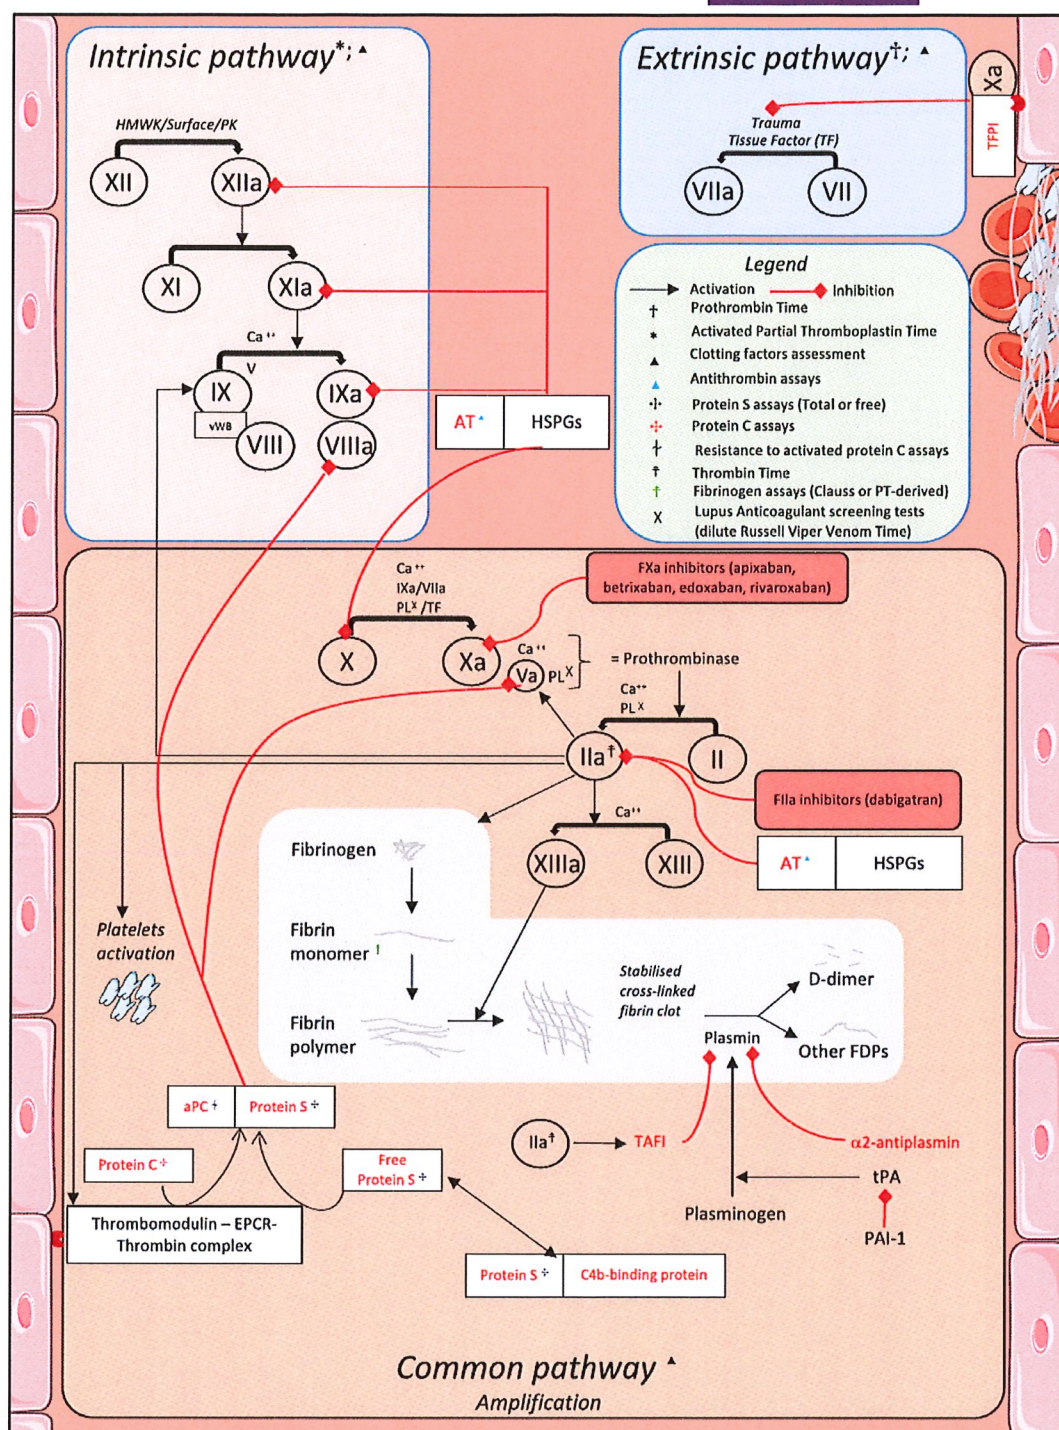 Intrinsic pathway*; ▲
HMWK/Surface/PK
XII
XIIa
XI
XIa
Ca ++
V
IX
IXa
vWB
VIII
VIIIa
AT▲
HSPGs
Extrinsic pathway†; ▲
Trauma
Tissue Factor (TF)
VIIa
VII
Xa
TFPI
Legend
Activation
Inhibition
† Prothrombin Time
* Activated Partial Thromboplastin Time
▲ Clotting factors assessment
▲ Antithrombin assays
Protein S assays (Total or free)
Protein C assays
Resistance to activated protein C assays
Thrombin Time
Fibrinogen assays (Clauss or PT-derived)
X Lupus Anticoagulant screening tests
(dilute Russell Viper Venom Time)
Ca ++
IXa/VIIa
PLX /TF
X
Xa
FXa inhibitors (apixaban,
betrixaban, edoxaban, rivaroxaban)
Ca ++
Va
PLX
= Prothrombinase
Ca++
PL X
IIa†
II
FIIa inhibitors (dabigatran)
Ca++
XIIIa
XIII
AT▲
HSPGs
Fibrinogen
Fibrin
monomer †
Fibrin
polymer
Platelets
activation
Stabilised
cross-linked
fibrin clot
D-dimer
Plasmin
Other FDPs
aPC
Protein S
IIa†
TAFI
α2-antiplasmin
Protein C
Free
Protein S
tPA
Plasminogen
PAI-1
Thrombomodulin – EPCR-
Thrombin complex
Protein S
C4b-binding protein
Common pathway ▲
Amplification